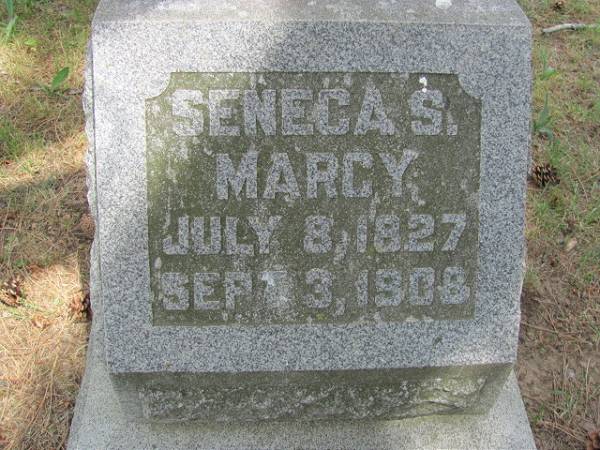 SENECA S.
MARCY
JULY 8, 1827
SEPT 3, 1908